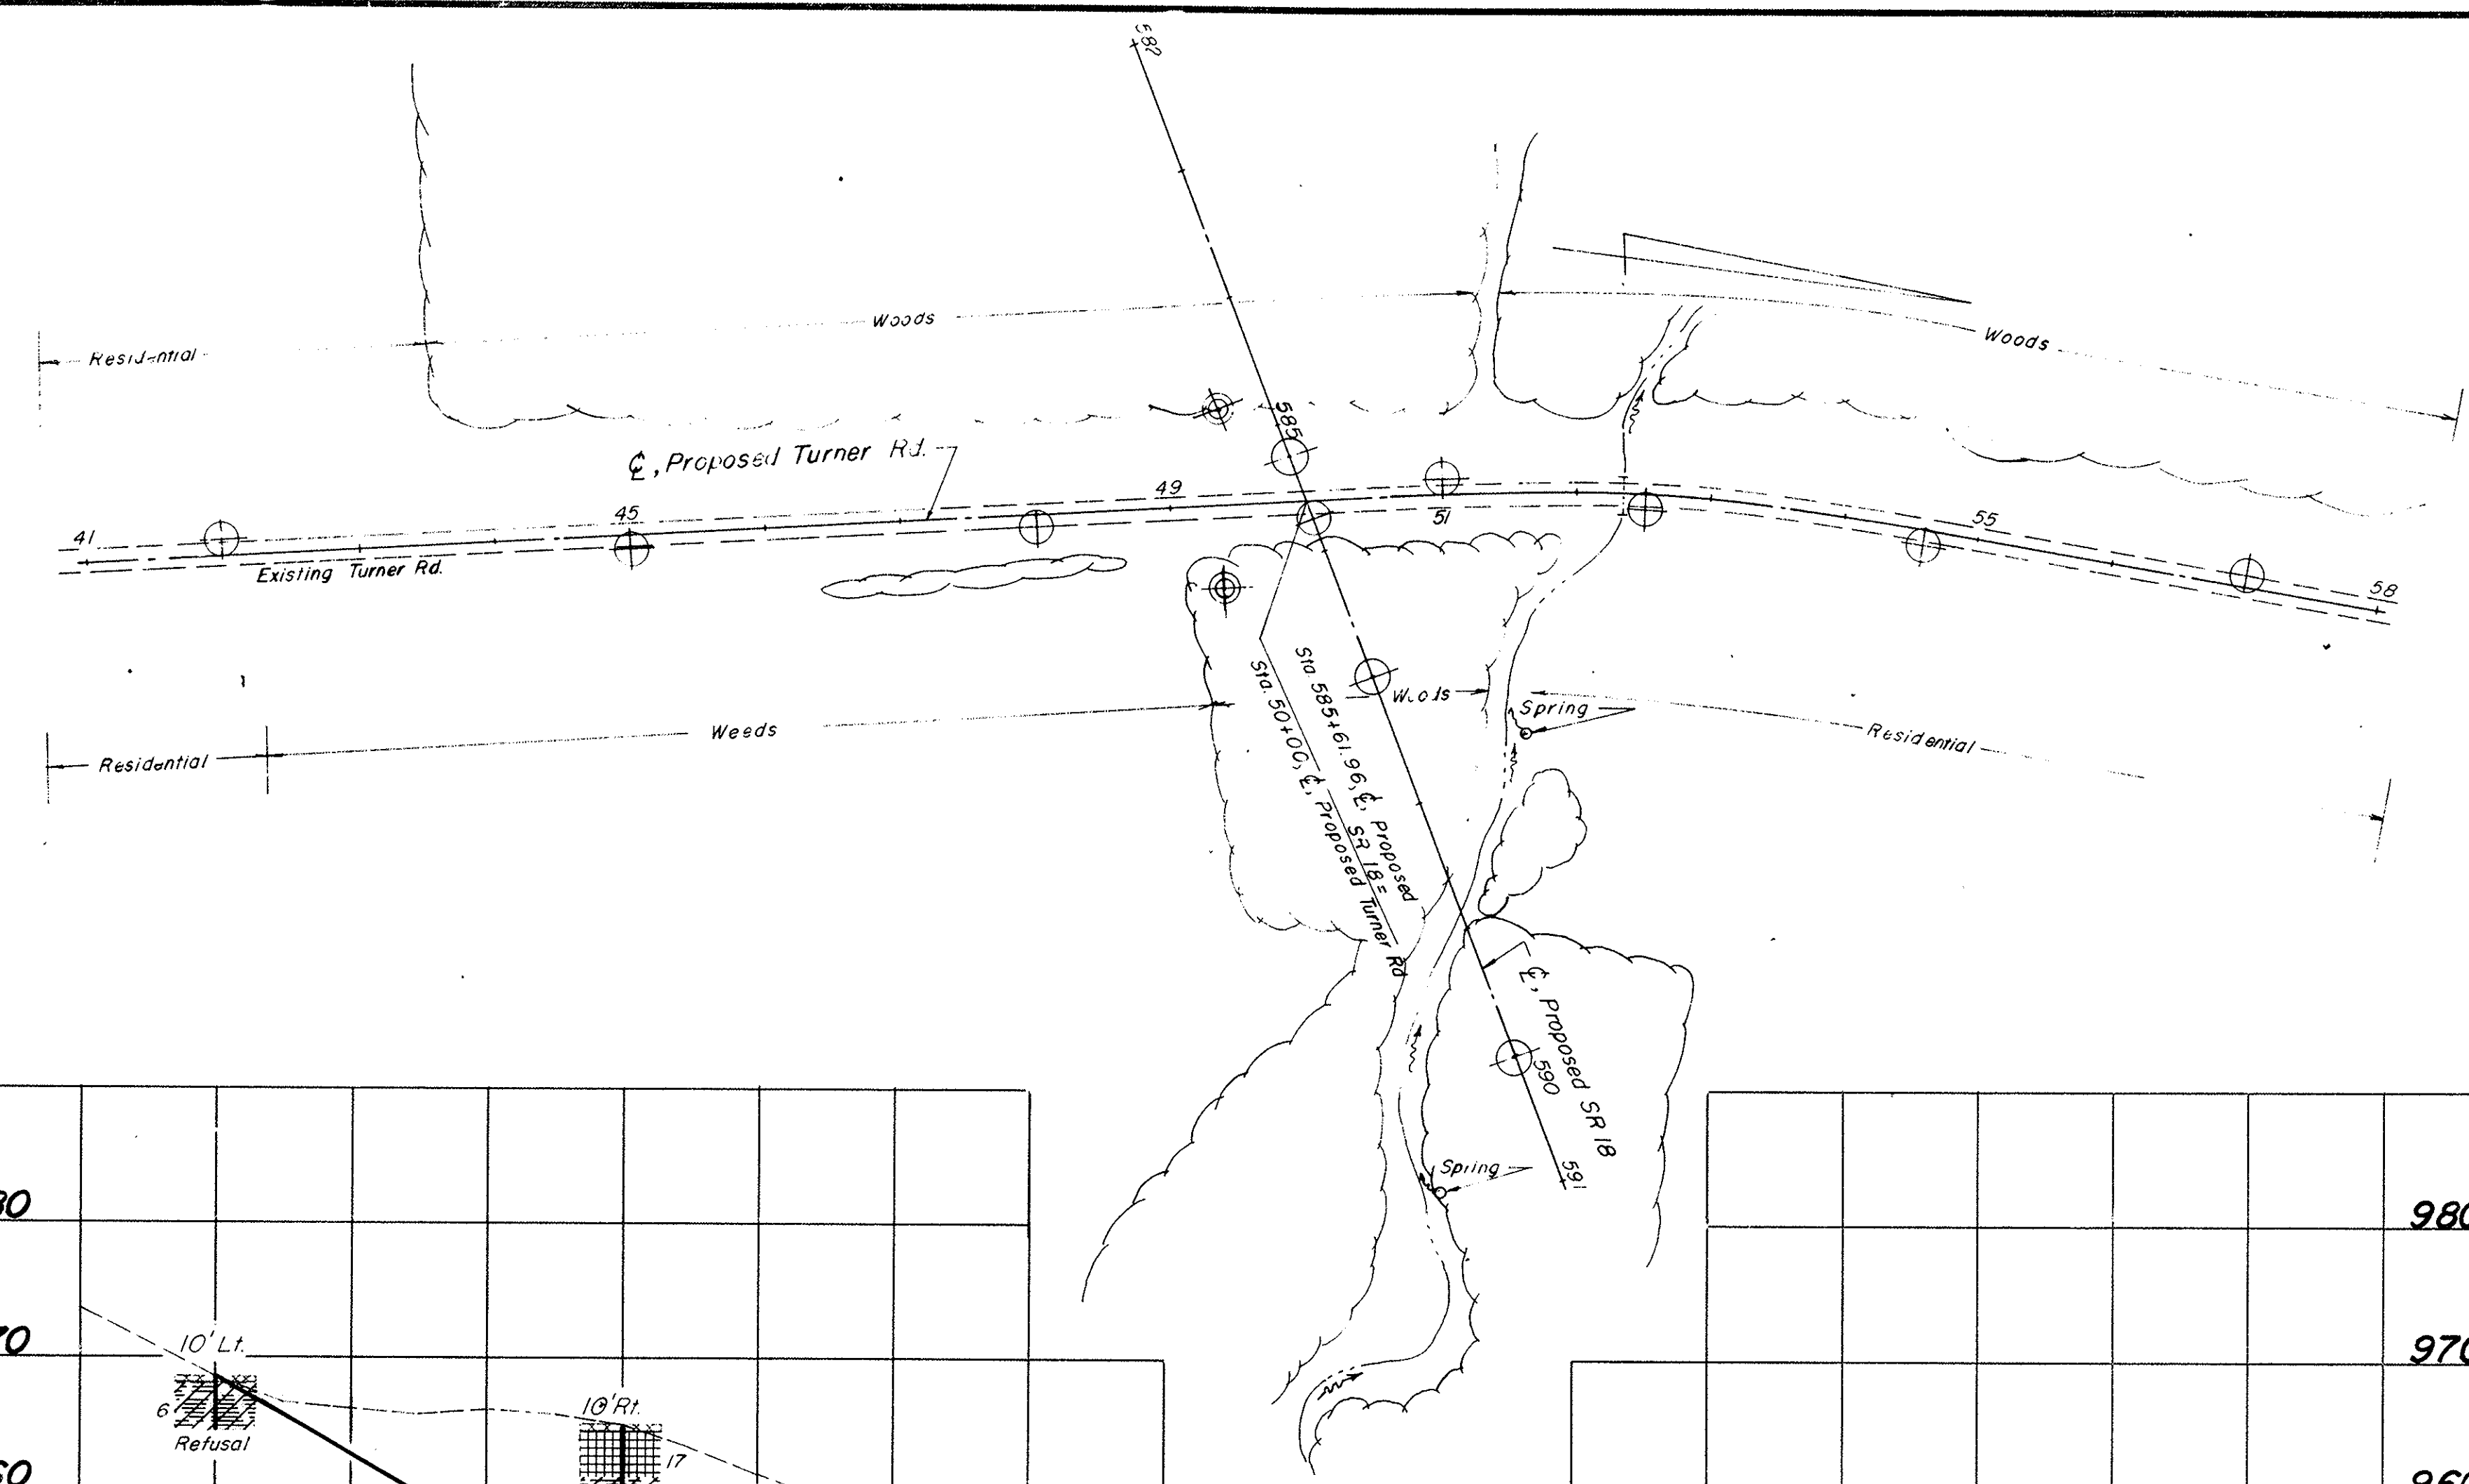 582
Woods
Woods
Residential
585
℄, Proposed Turner Rd.
49
45
51
55
41
Existing Turner Rd.
58
Sta. 585+61.96, ℄, Proposed
SR 18 =
Sta. 50+00, ℄, Proposed Turner Rd
Woods
Spring
Weeds
Residential
Residential
℄, Proposed SR 18
590
591
Spring
980
970
10' Lt.
6
Refusal
10' Rt.
17